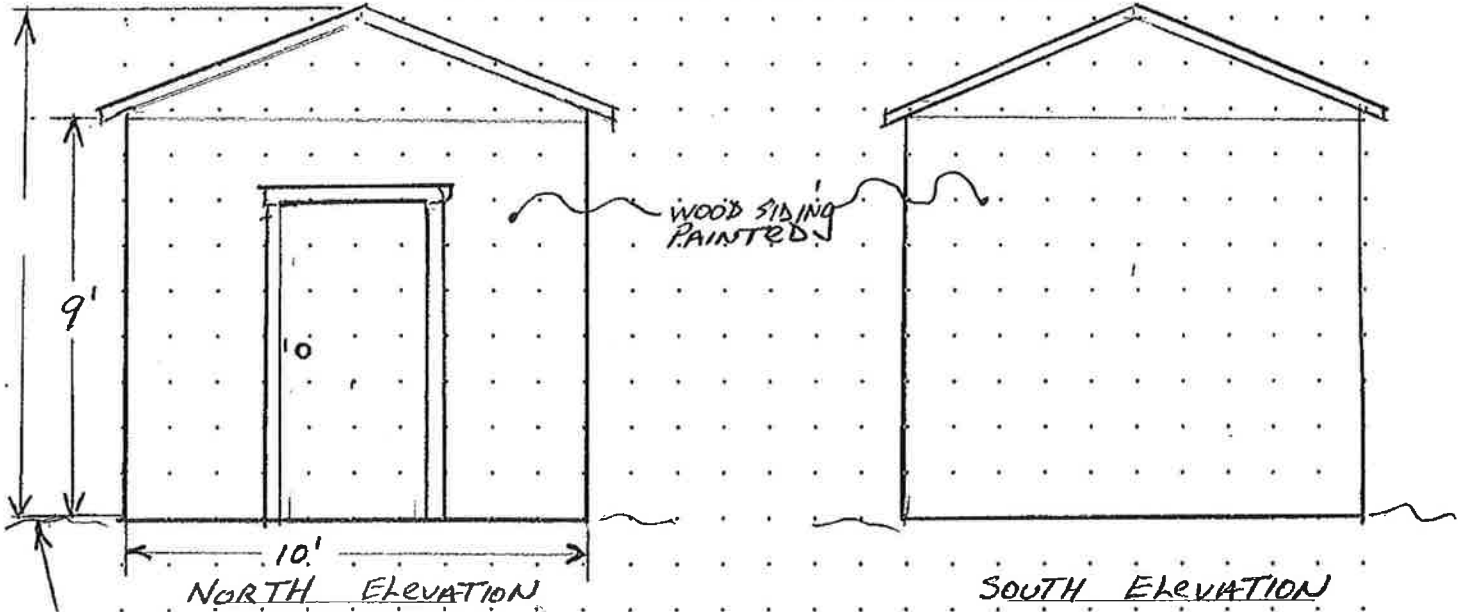 WOOD SIDING
PAINTED
9'
10'
NORTH ELEVATION
SOUTH ELEVATION